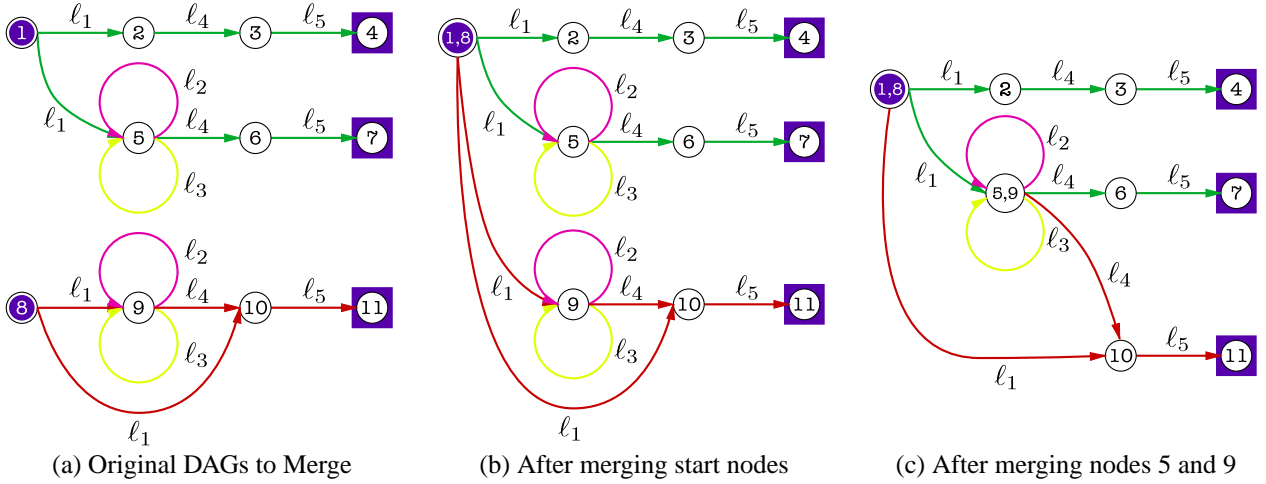 ℓ1 ℓ4 ℓ5
1 2 3 4
ℓ2
ℓ1 ℓ4 ℓ5
5 6 7
ℓ3
ℓ2
ℓ1 ℓ4 ℓ5
8 9 10 11
ℓ3
ℓ1
(a) Original DAGs to Merge
ℓ1 ℓ4 ℓ5
1,8 2 3 4
ℓ2
ℓ1 ℓ4 ℓ5
5 6 7
ℓ3
ℓ2
ℓ1 ℓ4 ℓ5
9 10 11
ℓ3
ℓ1
(b) After merging start nodes
ℓ1 ℓ4 ℓ5
1,8 2 3 4
ℓ2
ℓ1 ℓ4 ℓ5
5,9 6 7
ℓ3
ℓ4
ℓ5
10 11
ℓ1
(c) After merging nodes 5 and 9